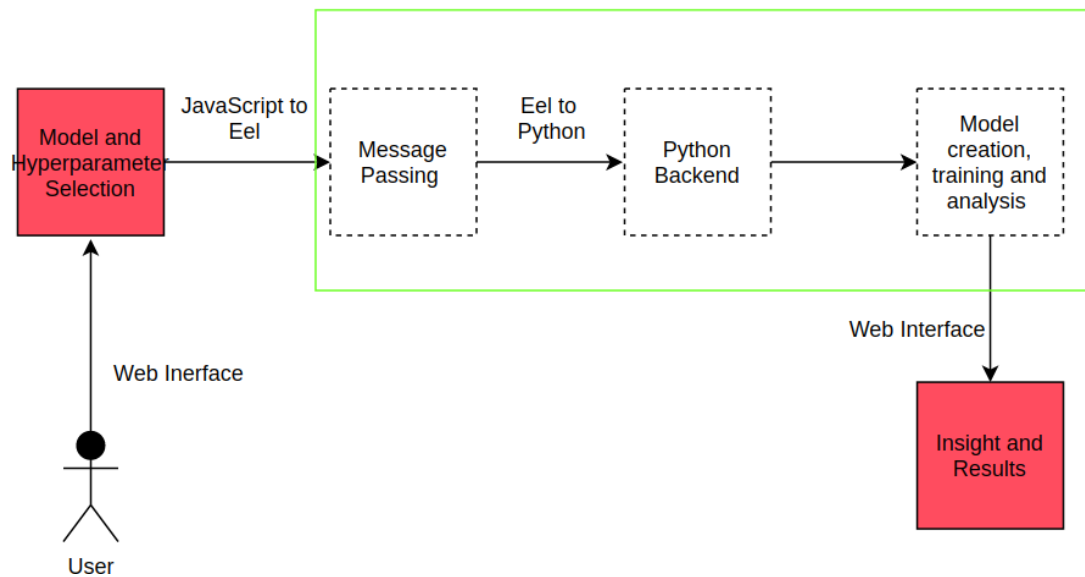 JavaScript to
Eel
Eel to
Python
Model and
Hyperparameter
Selection
Message
Passing
Python
Backend
Model
creation,
training and
analysis
Web Interface
Web Inerface
Insight and
Results
User